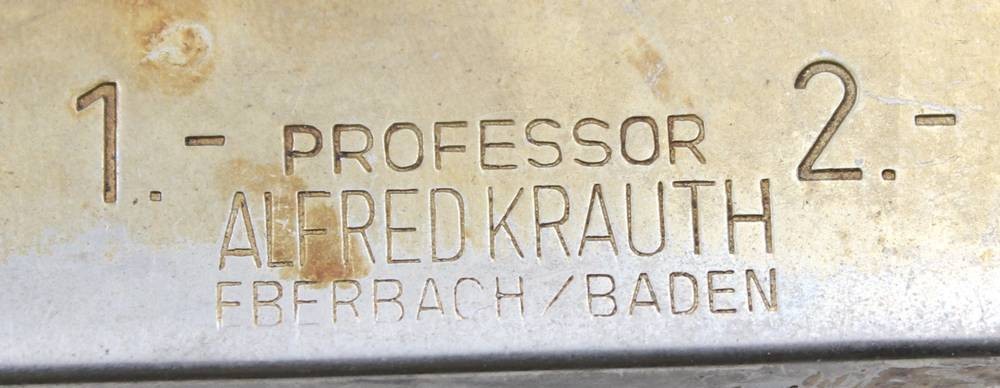 1.- PROFESSOR 2.-
ALFRED KRAUTH
EBERBACH/BADEN